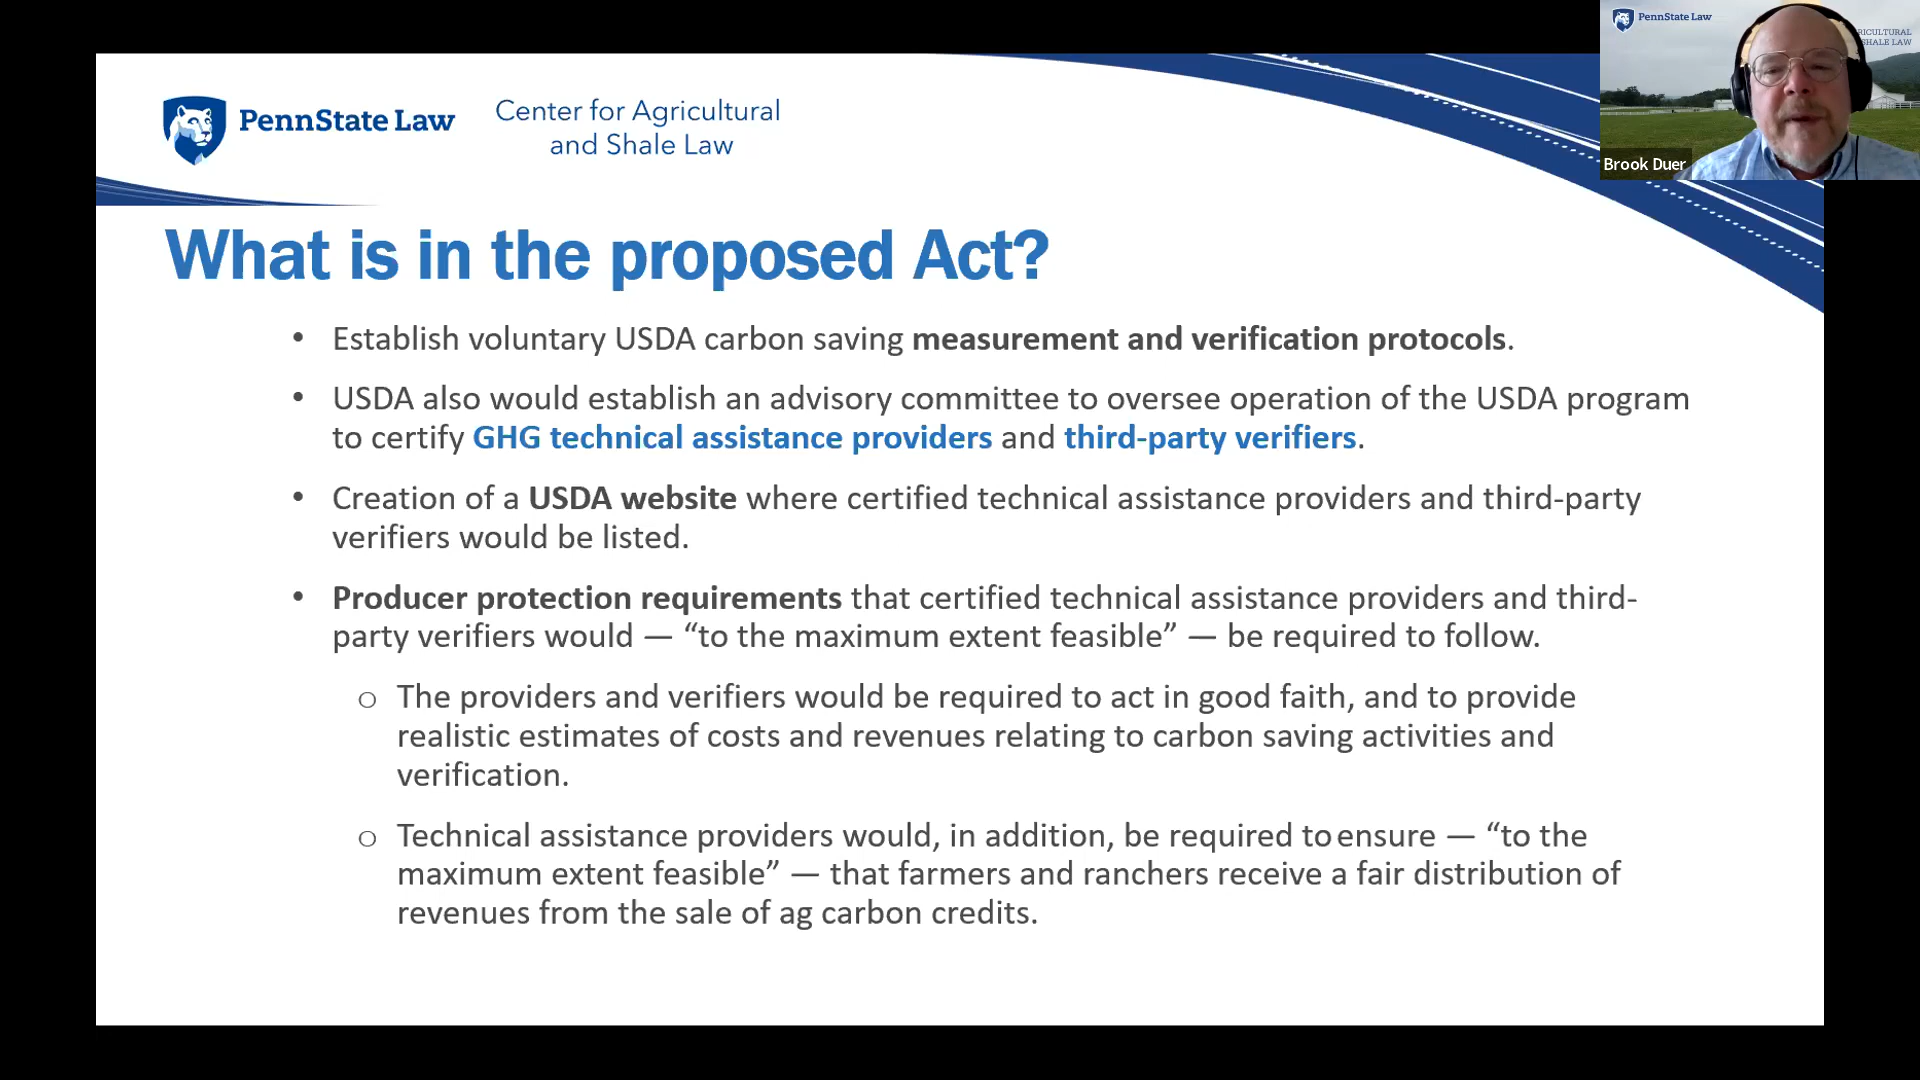 PennState Law
Center for Agricultural
and Shale Law
PennState Law
RICULTURAL
SHALE LAW
Brook Duer
What is in the proposed Act?
• Establish voluntary USDA carbon saving measurement and verification protocols.
• USDA also would establish an advisory committee to oversee operation of the USDA program
to certify GHG technical assistance providers and third-party verifiers.
• Creation of a USDA website where certified technical assistance providers and third-party
verifiers would be listed.
• Producer protection requirements that certified technical assistance providers and third-
party verifiers would — “to the maximum extent feasible” — be required to follow.
o The providers and verifiers would be required to act in good faith, and to provide
realistic estimates of costs and revenues relating to carbon saving activities and
verification.
o Technical assistance providers would, in addition, be required to ensure — “to the
maximum extent feasible” — that farmers and ranchers receive a fair distribution of
revenues from the sale of ag carbon credits.